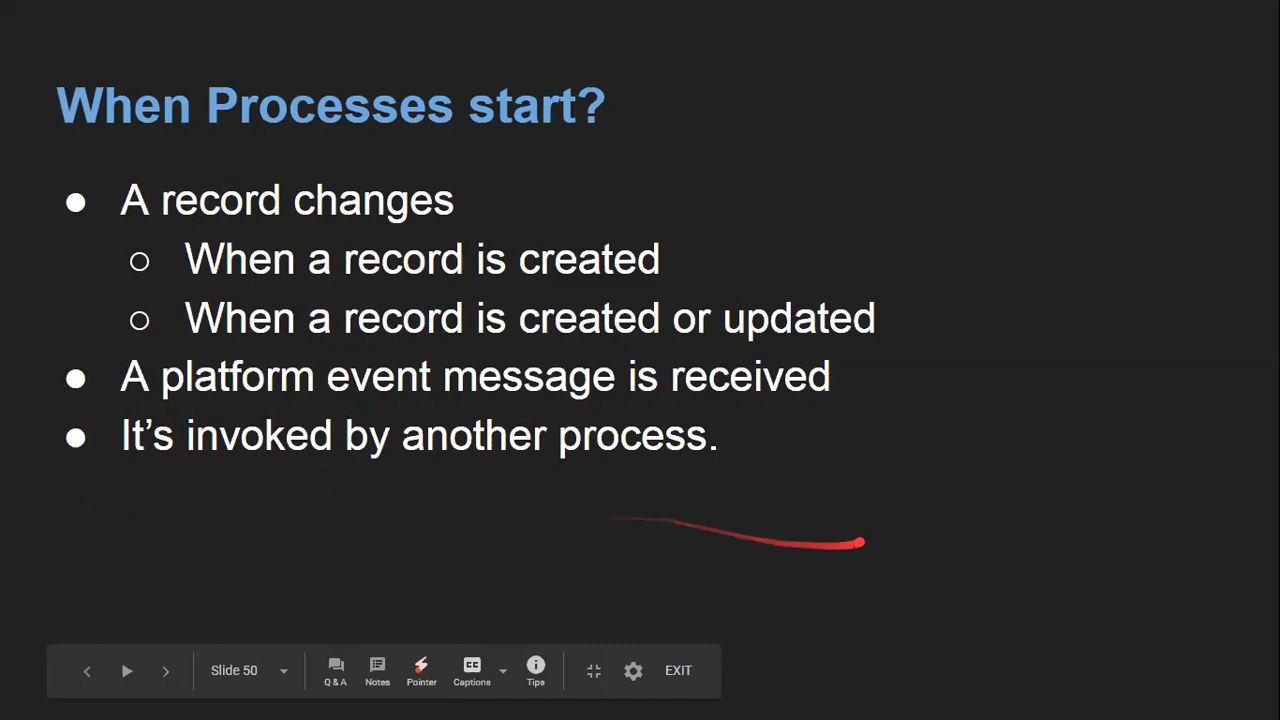 When Processes start?
● A record changes
○ When a record is created
○ When a record is created or updated
● A platform event message is received
● It’s invoked by another process.
Slide 50
Q & A
Notes
Pointer
CC
Captions
Tips
EXIT